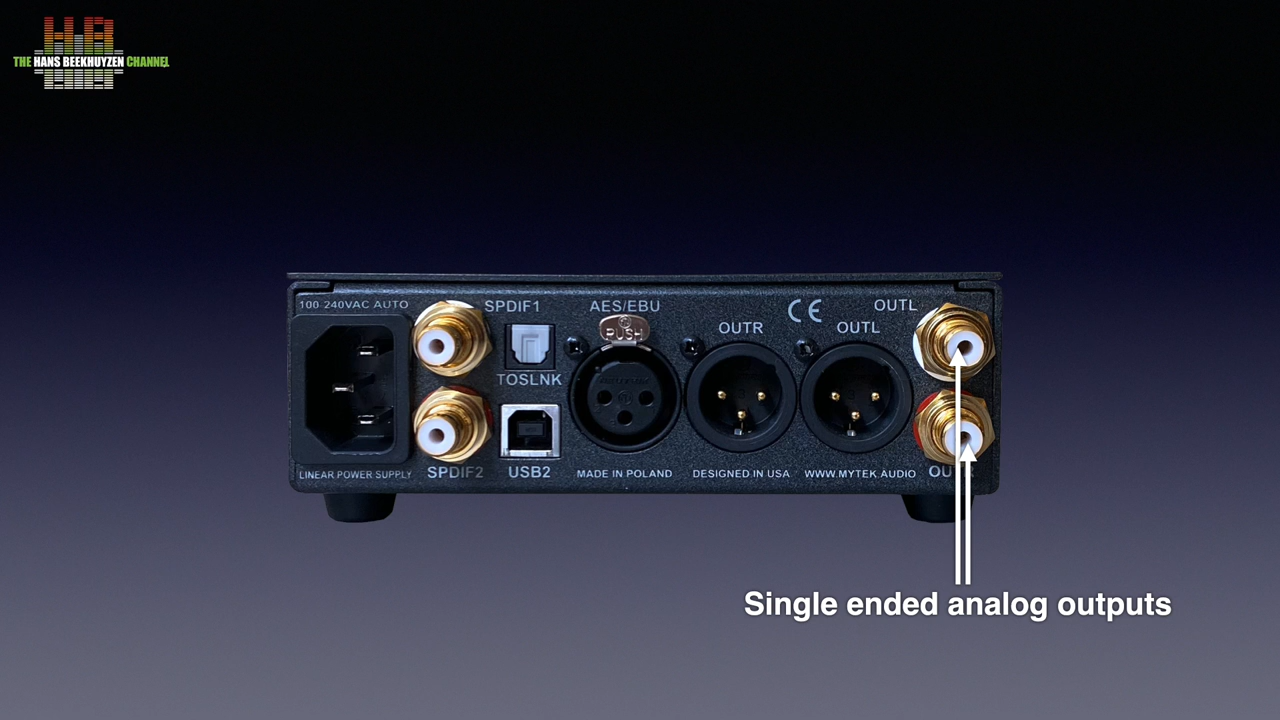 THE HANS BEEKHUYZEN CHANNEL
100-240VAC AUTO
SPDIF1
AES/EBU
CE
OUTL
PUSH
OUTR
OUTL
TOSLNK
LINEAR POWER SUPPLY
SPDIF2
USB2
MADE IN POLAND
DESIGNED IN USA
WWW.MYTEK.AUDIO
Single ended analog outputs